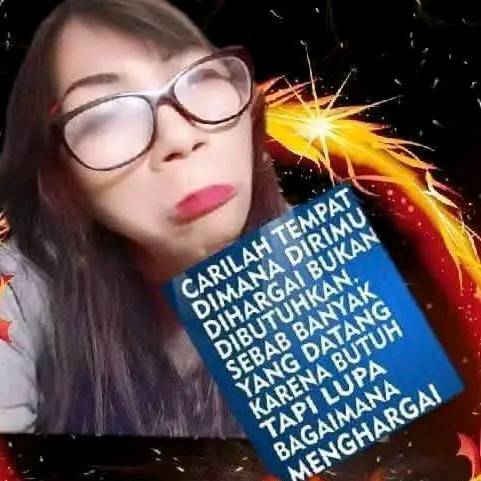 CARILAH TEMPAT
DIMANA DIRIMU
DIHARGAI BUKAN
DIBUTUHKAN,
SEBAB BANYAK
YANG DATANG
KARENA BUTUH
TAPI LUPA
BAGAIMANA
MENGHARGAI